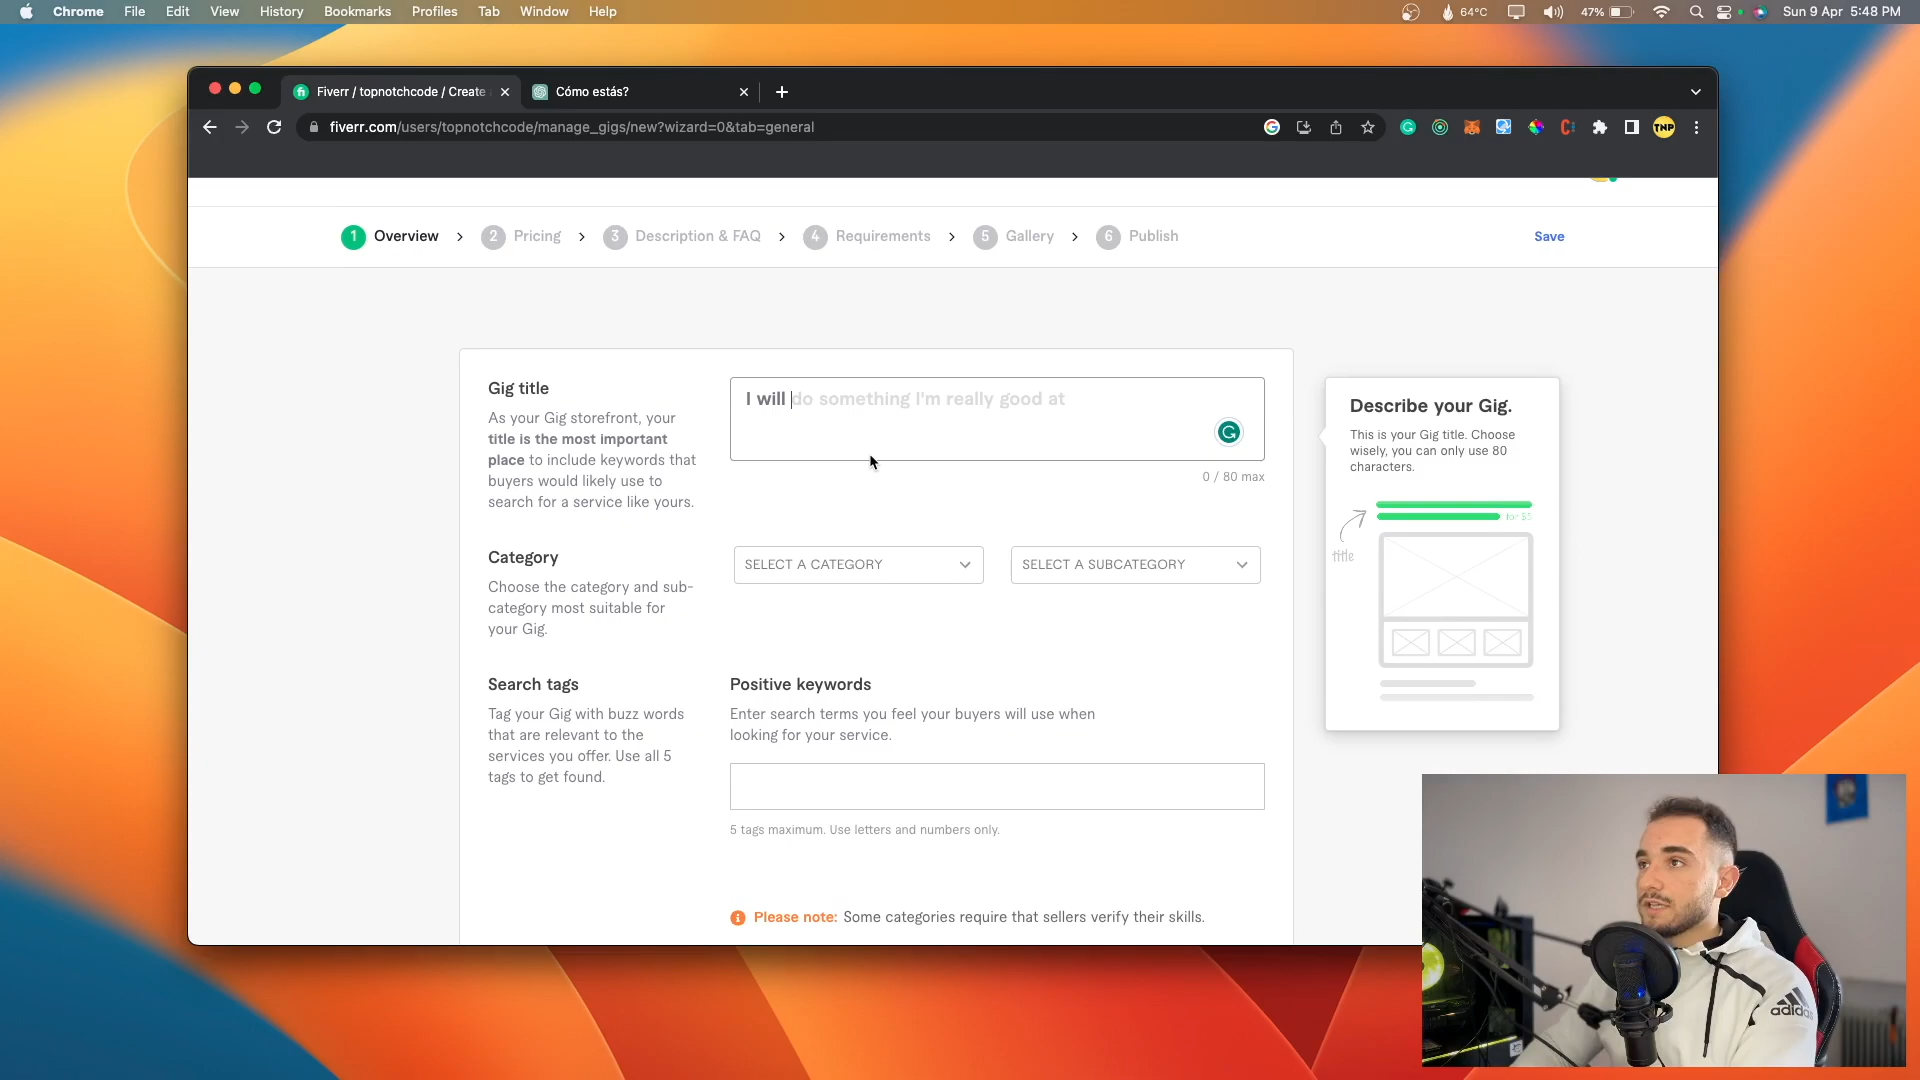 Chrome File Edit View History Bookmarks Profiles Tab Window Help
64°C 47% Sun 9 Apr 5:48 PM
Fiverr / topnotchcode / Create
Cómo estás?
fiverr.com/users/topnotchcode/manage_gigs/new?wizard=0&tab=general
TNP
1 Overview 2 Pricing 3 Description & FAQ 4 Requirements 5 Gallery 6 Publish
Save
Gig title
As your Gig storefront, your
title is the most important
place to include keywords that
buyers would likely use to
search for a service like yours.
I will do something I'm really good at
0 / 80 max
Describe your Gig.
This is your Gig title. Choose
wisely, you can only use 80
characters.
for $5
title
Category
Choose the category and sub-
category most suitable for
your Gig.
SELECT A CATEGORY
SELECT A SUBCATEGORY
Search tags
Tag your Gig with buzz words
that are relevant to the
services you offer. Use all 5
tags to get found.
Positive keywords
Enter search terms you feel your buyers will use when
looking for your service.
5 tags maximum. Use letters and numbers only.
Please note: Some categories require that sellers verify their skills.
adidas